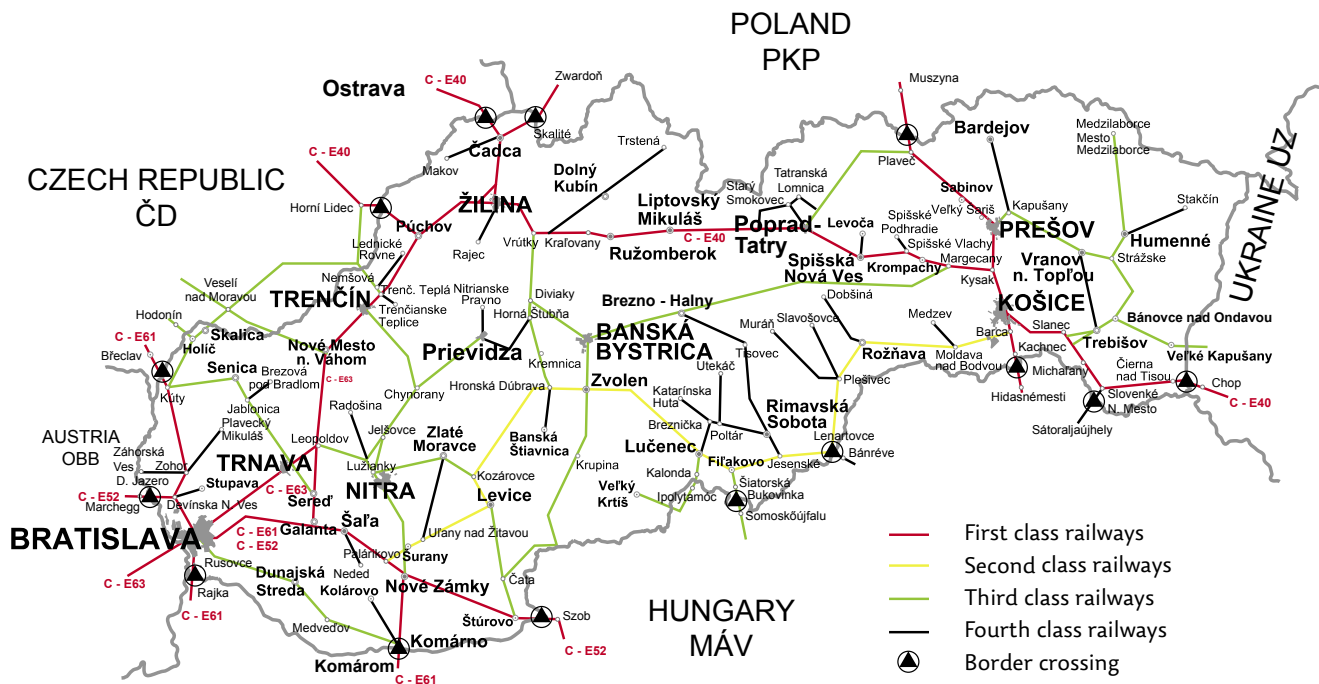 POLAND
PKP
C - E40
Zwardoň
Ostrava
Muszyna
Skalité
Čadca
Makov
Trstená
Bardejov
Medzilaborce
Mesto
Medzilaborce
UKRAINE UZ
CZECH REPUBLIC
ČD
C - E40
Dolný
Kubín
Plaveč
Starý
Smokovec
Tatranská
Lomnica
Sabinov
Stakčín
Horní Lidec
Púchov
ŽILINA
Liptovský
Mikuláš
Levoča
Veľký Sariš
Kapušany
Lednické
Rovne
Rajec
Vrútky
Kraľovany
Ružomberok
C - E40
Poprad-
Tatry
Spišské
Podhradie
PREŠOV
Humenné
Spišská
Nová Ves
Krompachy
Spišské Vlachy
Margecany
Kysak
Vranov
n. Topľou
Strážske
Veselí
nad Moravou
Nemšová
TRENČÍN
Trenč. Teplá
Trenčianske
Teplice
Nitrianske
Pravno
Diviaky
Horná Štubňa
Brezno - Halny
Dobšiná
KOŠICE
Hodonín
Skalica
Holíč
C - E61
Břeclav
Nové Mesto
n. Váhom
Prievidza
BANSKÁ
BYSTRICA
Muráň
Slavošovce
Medzev
Barca
Slanec
Bánovce nad Ondavou
Trebišov
Kremnica
Tisovec
Rožňava
Kachnec
Veľké Kapušany
Senica
Brezová
pod Bradlom
C - E63
Moldava
nad Bodvou
Michaľany
Čierna
nad Tisou
Chop
Kúty
Chynorany
Hronská Dúbrava
Zvolen
Utekáč
Plešivec
Hidasnémesti
Slovenké
N. Mesto
C - E40
Jablonica
Plavecký
Mikuláš
Radošina
Katarínska
Huta
Breznička
Rimavská
Sobota
Sátoraljaújhely
AUSTRIA
OBB
Záhorská
Ves
D. Jazero
Zohor
Leopoldov
Jelšovce
Zlaté
Moravce
Banská
Štiavnica
Poltár
Lučenec
Lenartovce
Bánréve
TRNAVA
Lužianky
Krupina
Fiľakovo
Jesenské
Stupava
C - E63
NITRA
Kozárovce
Kalonda
Šiatorská
Bukovinka
C - E52
Marchegg
Devínska N. Ves
Sereď
Levice
Veľký
Krtíš
Ipolytamóc
Somoskőújfalu
BRATISLAVA
C - E61
C - E52
Galanta
Šaľa
Uľany nad Žitavou
Palárikovo
Šurany
C - E63
Rusovce
Rajka
C - E61
Dunajská
Streda
Neded
Kolárovo
Nové Zámky
Čata
Medveďov
Štúrovo
Szob
C - E52
Komárno
Komárom
C - E61
HUNGARY
MÁV
First class railways
Second class railways
Third class railways
Fourth class railways
Border crossing